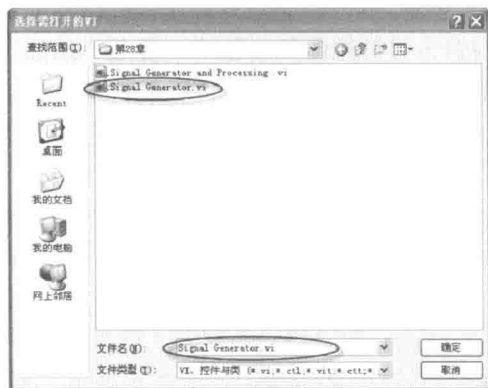 选择需打开的VI
查找范围(I):
第28章
Signal Generator and Processing .vi
Signal Generator.vi
Recent
桌面
我的文档
我的电脑
网上邻居
文件名(N):
Signal Generator.vi
确定
文件类型(T):
VI、控件与类 (*.vi;*.ctl;*.vit;*.ctt;*
取消